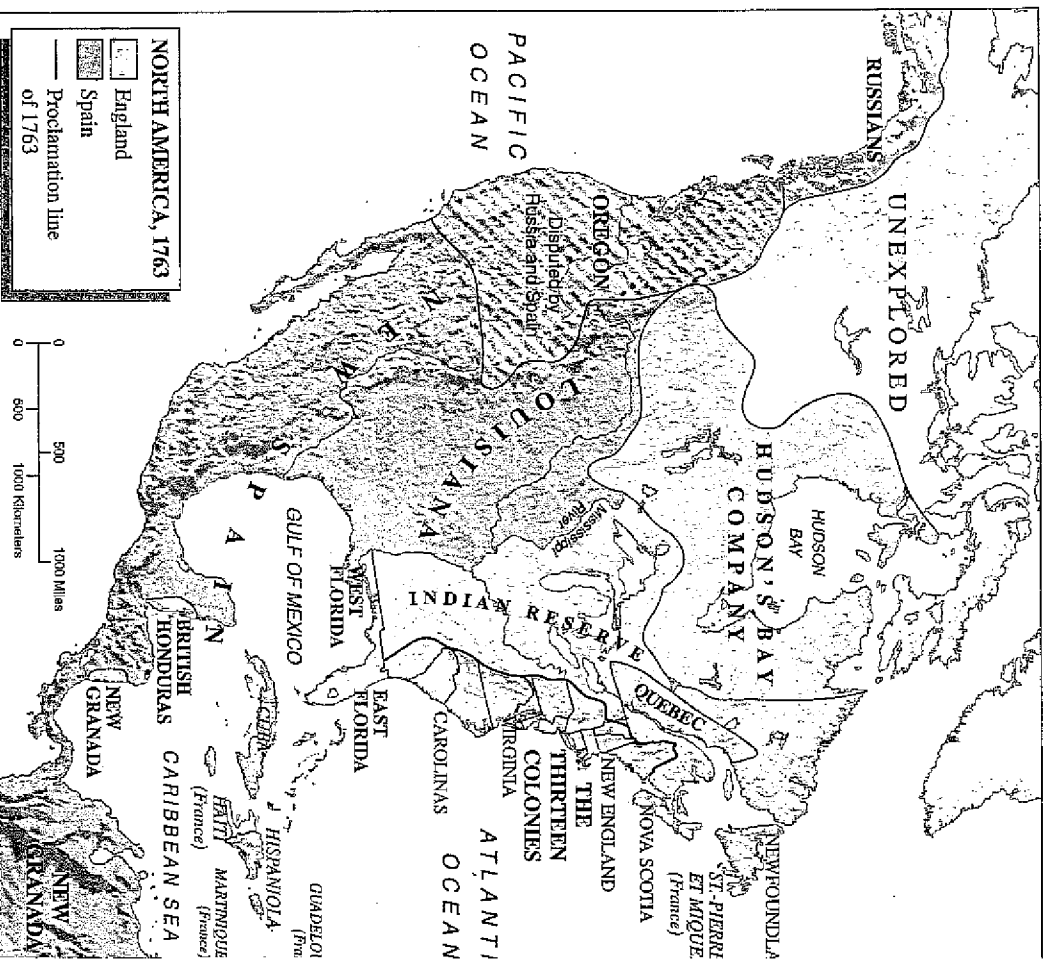 NORTH AMERICA, 1763
England
Spain
Proclamation line
of 1763
0 500 1000 Miles
0 500 1000 Kilometers
PACIFIC
OCEAN
RUSSIANS
UNEXPLORED
OREGON
Disputed by
Russia and Spain
HUDSON'S BAY
COMPANY
HUDSON
BAY
LOUISIANA
Mississippi
River
NEW SPAIN
INDIAN RESERVE
QUEBEC
NEWFOUNDLA
ST.-PIERRE
ET MIQUE
(France)
NOVA SCOTIA
NEW ENGLAND
THE
THIRTEEN
COLONIES
VIRGINIA
CAROLINAS
EAST
FLORIDA
WEST
FLORIDA
GULF OF MEXICO
ATLANTI
OCEAN
CUBA
HAITI
(France)
HISPANIOLA
GUADELOU
(Fra
MARTINIQUE
(France)
BRITISH
HONDURAS
NEW
GRANADA
CARIBBEAN SEA
NEW
GRANADA